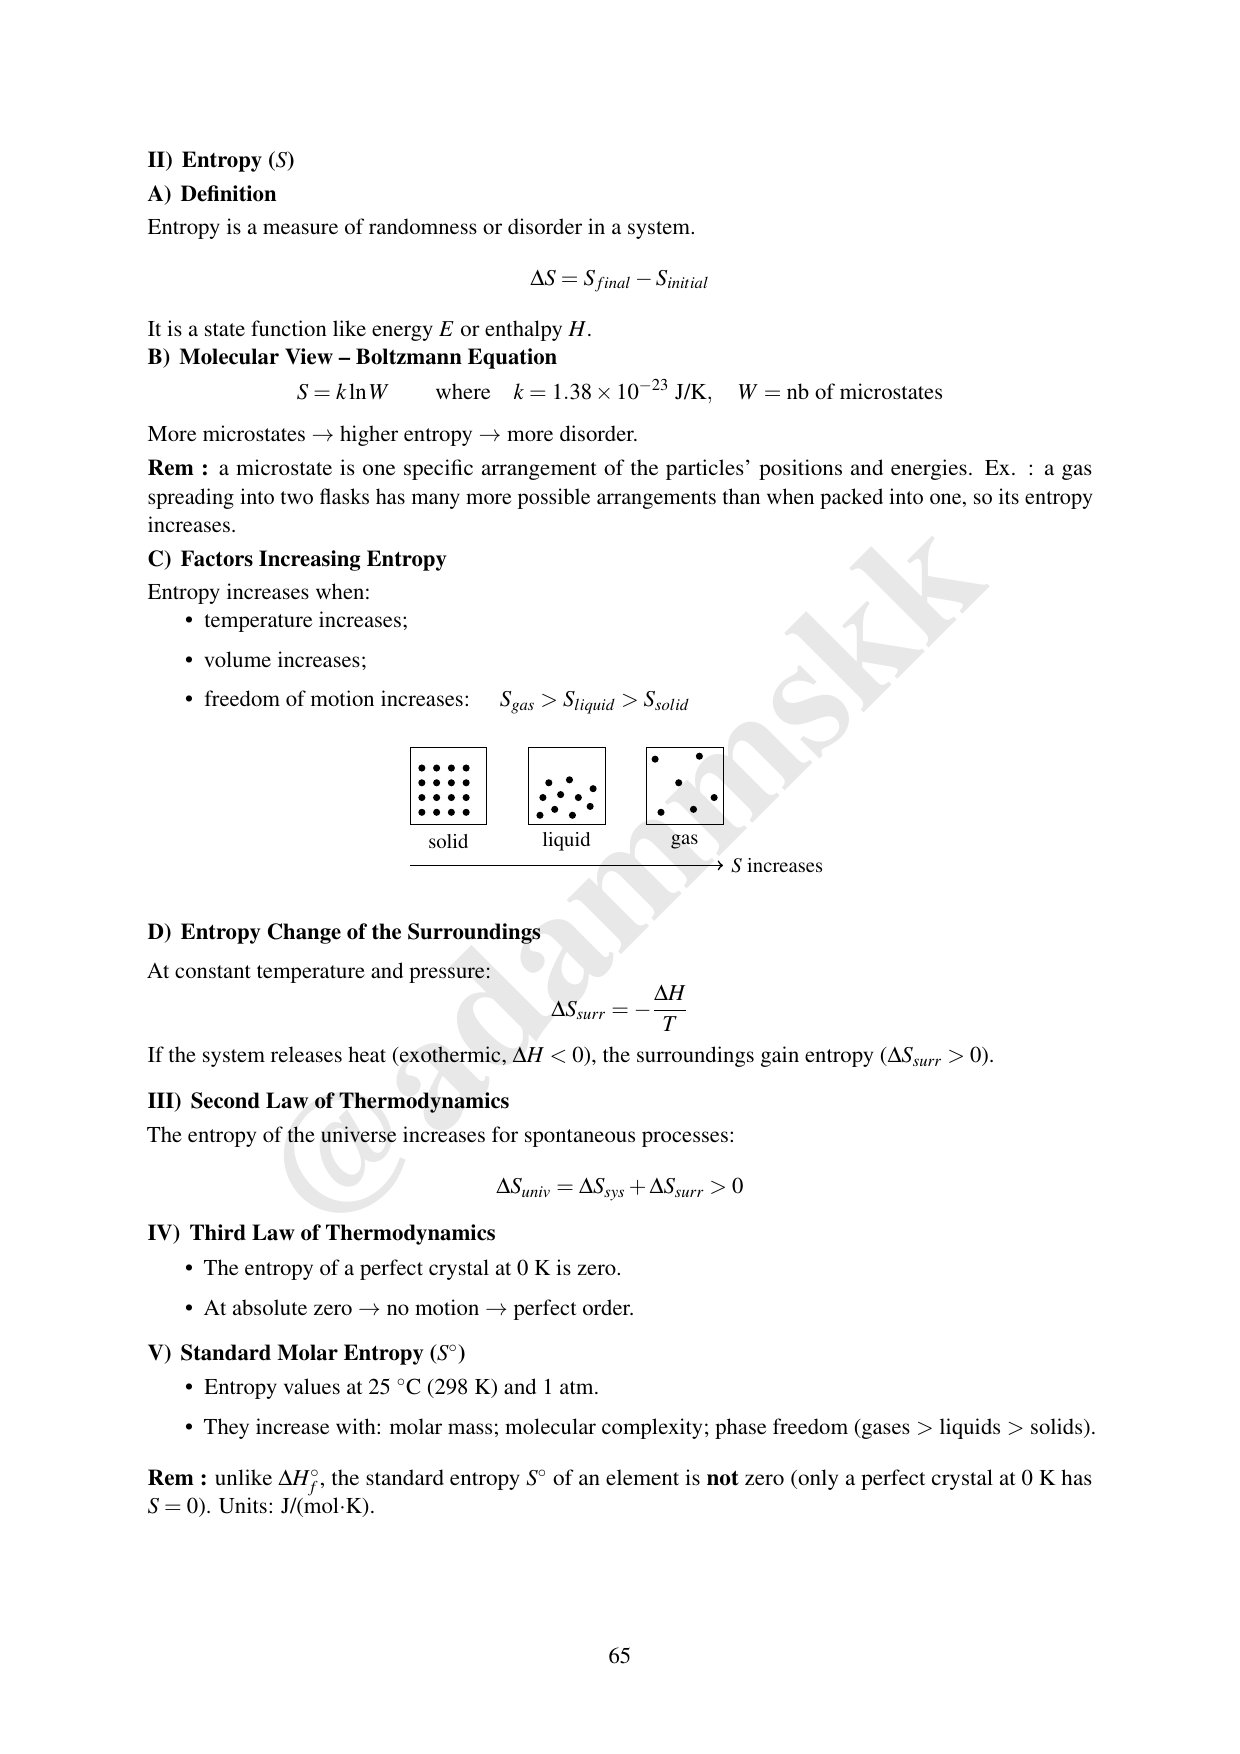 II) Entropy (S)
A) Definition
Entropy is a measure of randomness or disorder in a system.
ΔS = S_final − S_initial
It is a state function like energy E or enthalpy H.
B) Molecular View – Boltzmann Equation
S = k ln W where k = 1.38 × 10⁻²³ J/K, W = nb of microstates
More microstates → higher entropy → more disorder.
Rem : a microstate is one specific arrangement of the particles’ positions and energies. Ex. : a gas
spreading into two flasks has many more possible arrangements than when packed into one, so its entropy
increases.
C) Factors Increasing Entropy
Entropy increases when:
• temperature increases;
• volume increases;
• freedom of motion increases: S_gas > S_liquid > S_solid
solid liquid gas
S increases
D) Entropy Change of the Surroundings
At constant temperature and pressure:
ΔS_surr = −ΔH/T
If the system releases heat (exothermic, ΔH < 0), the surroundings gain entropy (ΔS_surr > 0).
III) Second Law of Thermodynamics
The entropy of the universe increases for spontaneous processes:
ΔS_univ = ΔS_sys + ΔS_surr > 0
IV) Third Law of Thermodynamics
• The entropy of a perfect crystal at 0 K is zero.
• At absolute zero → no motion → perfect order.
V) Standard Molar Entropy (S°)
• Entropy values at 25 °C (298 K) and 1 atm.
• They increase with: molar mass; molecular complexity; phase freedom (gases > liquids > solids).
Rem : unlike ΔH°_f, the standard entropy S° of an element is not zero (only a perfect crystal at 0 K has
S = 0). Units: J/(mol·K).
65
@adammskk